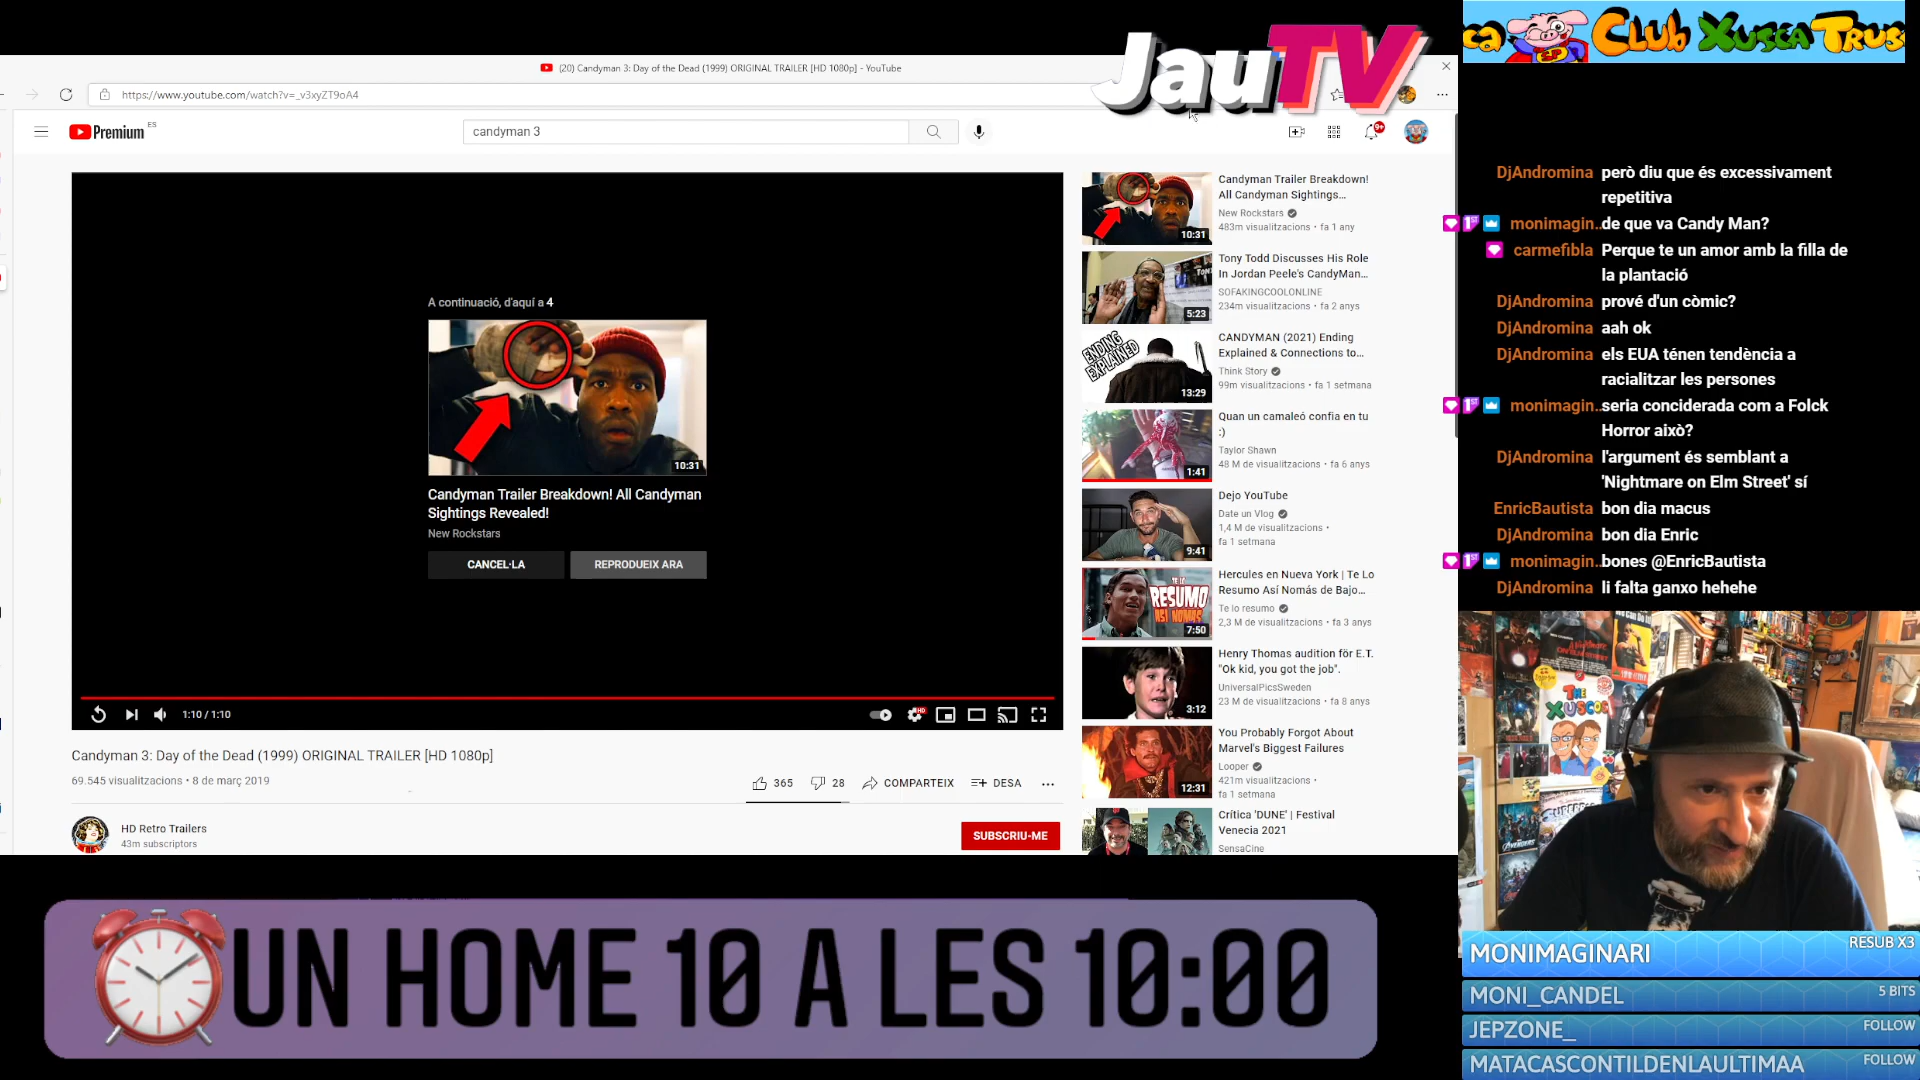 JauTV
(20) Candyman 3: Day of the Dead (1999) ORIGINAL TRAILER [HD 1080p] - YouTube
https://www.youtube.com/watch?v=_v3xyZT9oA4
Premium ES
candyman 3
9+
A continuació, d'aquí a 4
10:31
Candyman Trailer Breakdown! All Candyman
Sightings Revealed!
New Rockstars
CANCEL·LA
REPRODUEIX ARA
1:10 / 1:10
HD
Candyman 3: Day of the Dead (1999) ORIGINAL TRAILER [HD 1080p]
69.545 visualitzacions • 8 de març 2019
365
28
COMPARTEIX
DESA
HD Retro Trailers
43m subscriptors
SUBSCRIU-ME
Candyman Trailer Breakdown!
All Candyman Sightings...
New Rockstars
483m visualitzacions • fa 1 any
10:31
Tony Todd Discusses His Role
In Jordan Peele's CandyMan...
SOFAKINGCOOLONLINE
234m visualitzacions • fa 2 anys
5:23
CANDYMAN (2021) Ending
Explained & Connections to...
Think Story
99m visualitzacions • fa 1 setmana
ENDING
EXPLAINED
13:29
Quan un camaleó confia en tu
:)
Taylor Shawn
48 M de visualitzacions • fa 6 anys
1:41
Dejo YouTube
Date un Vlog
1,4 M de visualitzacions •
fa 1 setmana
9:41
Hercules en Nueva York | Te Lo
Resumo Así Nomás de Bajo...
Te lo resumo
2,3 M de visualitzacions • fa 3 anys
TE LO
RESUMO
ASI NOMAS
7:50
Henry Thomas audition för E.T.
"Ok kid, you got the job".
UniversalPicsSweden
23 M de visualitzacions • fa 8 anys
3:12
You Probably Forgot About
Marvel's Biggest Failures
Looper
421m visualitzacions •
fa 1 setmana
12:31
Crítica 'DUNE' | Festival
Venecia 2021
SensaCine
ca Club Xusca Trus
DjAndromina però diu que és excessivament
repetitiva
monimagin.. de que va Candy Man?
carmefibla Perque te un amor amb la filla de
la plantació
DjAndromina prové d'un còmic?
DjAndromina aah ok
DjAndromina els EUA ténen tendència a
racialitzar les persones
monimagin.. seria conciderada com a Folck
Horror això?
DjAndromina l'argument és semblant a
'Nightmare on Elm Street' sí
EnricBautista bon dia macus
DjAndromina bon dia Enric
monimagin.. bones @EnricBautista
DjAndromina li falta ganxo hehehe
THE
XUSCOS
AVENGERS
MONIMAGINARI RESUB X3
MONI_CANDEL 5 BITS
JEPZONE_ FOLLOW
MATACASCONTILDENLAULTIMAA FOLLOW
UN HOME 10 A LES 10:00